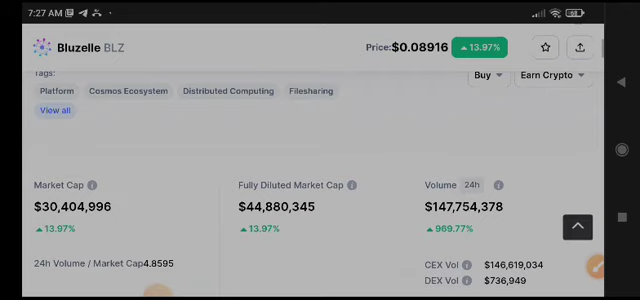 7:27 AM
68
Bluzelle BLZ
Price:$0.08916
13.97%
Tags:
Buy
Earn Crypto
Platform
Cosmos Ecosystem
Distributed Computing
Filesharing
View all
Market Cap
Fully Diluted Market Cap
Volume 24h
$30,404,996
$44,880,345
$147,754,378
13.97%
13.97%
969.77%
24h Volume / Market Cap4.8595
CEX Vol $146,619,034
DEX Vol $736,949